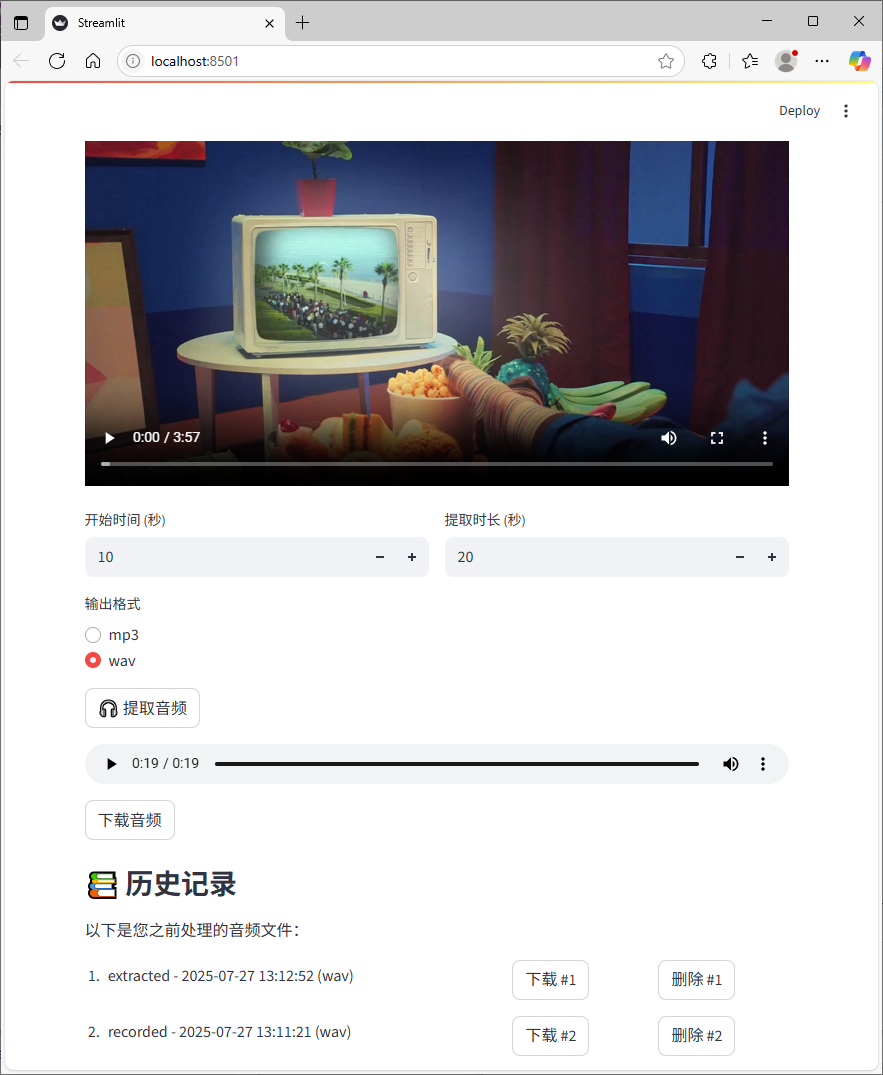 Streamlit
localhost:8501
Deploy
0:00 / 3:57
开始时间 (秒)
提取时长 (秒)
10
20
输出格式
mp3
wav
提取音频
0:19 / 0:19
下载音频
历史记录
以下是您之前处理的音频文件：
1. extracted - 2025-07-27 13:12:52 (wav)
下载 #1
删除 #1
2. recorded - 2025-07-27 13:11:21 (wav)
下载 #2
删除 #2